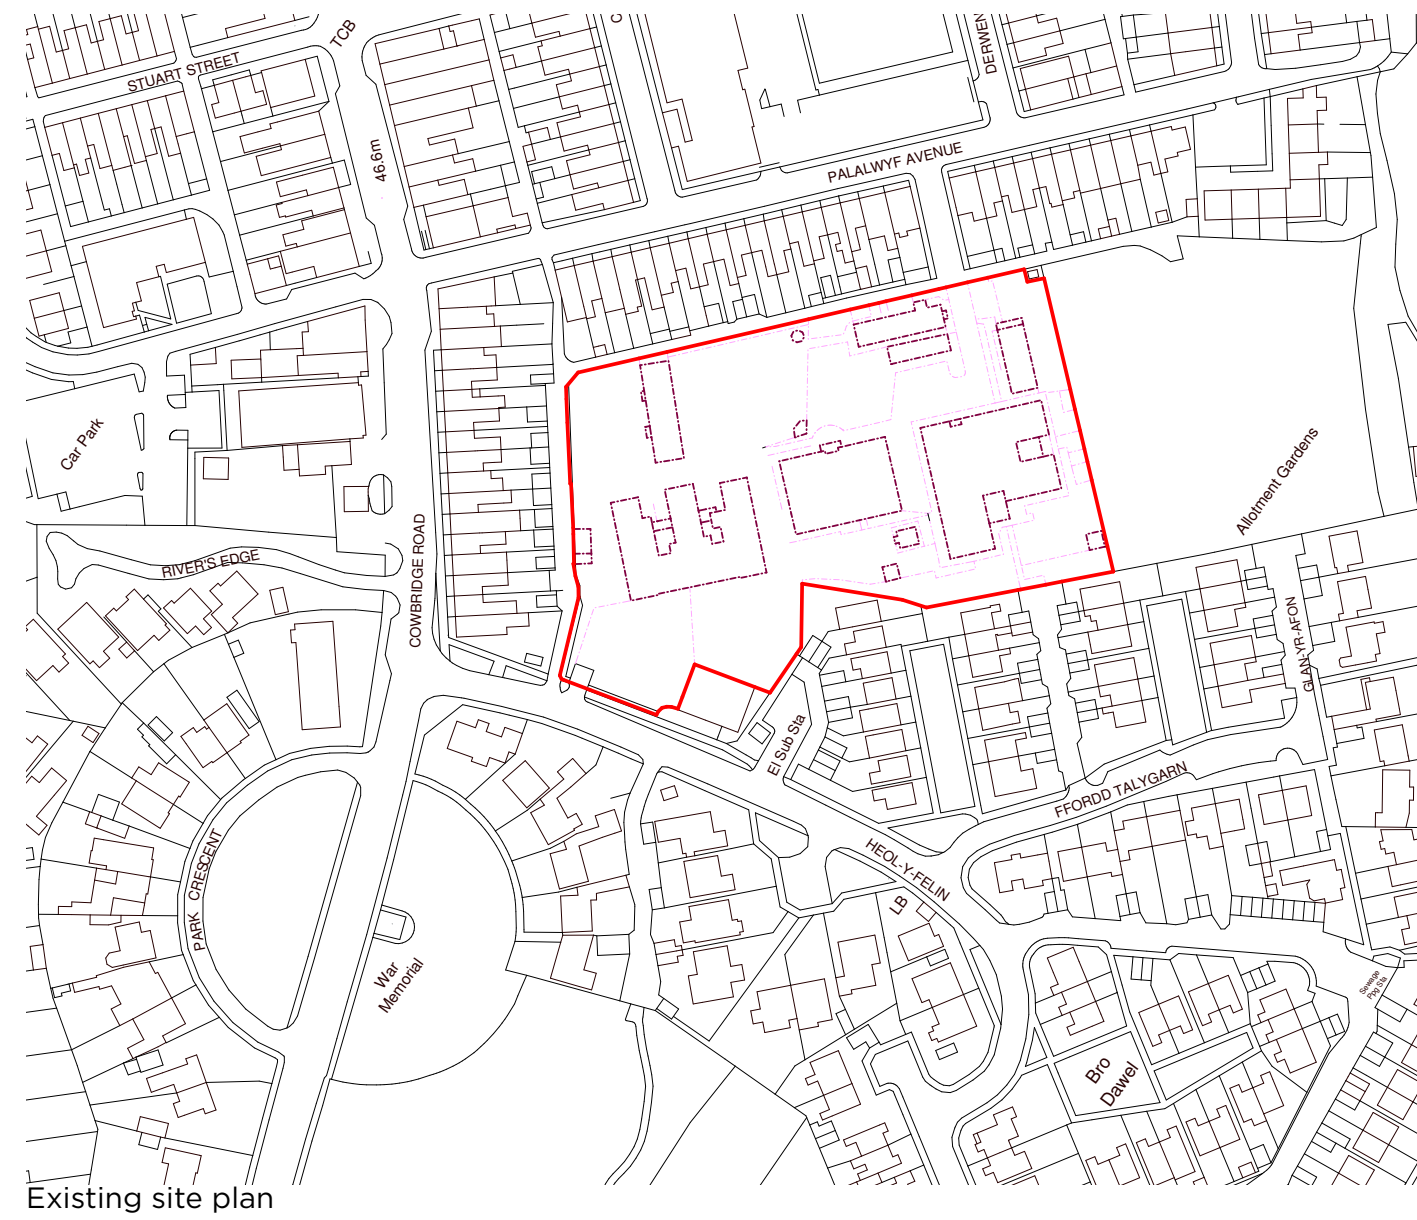 TCB
STUART STREET
DERWEN
46.6m
PALALWYF AVENUE
Car Park
Allotment Gardens
RIVER'S EDGE
COWBRIDGE ROAD
GLAN-YR-AFON
El Sub Sta
FFORDD TALYGARN
PARK CRESCENT
HEOL-Y-FELIN
LB
War
Memorial
Sewage
Ppg Sta
Bro
Dawel
Existing site plan